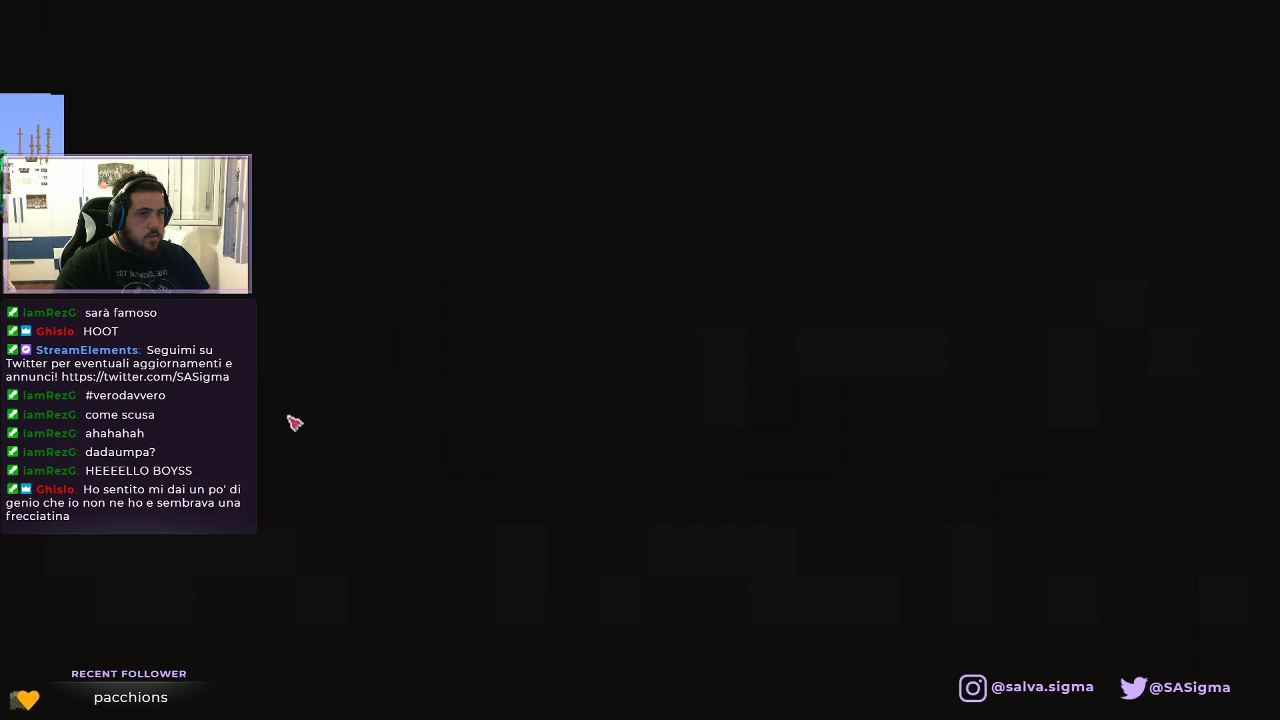 iamRezG: sarà famoso
Ghislo: HOOT
StreamElements: Seguimi su
Twitter per eventuali aggiornamenti e
annunci! https://twitter.com/SASigma
iamRezG: #verodavvero
iamRezG: come scusa
iamRezG: ahahahah
iamRezG: dadaumpa?
iamRezG: HEEEELLO BOYSS
Ghislo: Ho sentito mi dai un po' di
genio che io non ne ho e sembrava una
frecciatina
RECENT FOLLOWER
pacchions
@salva.sigma
@SASigma